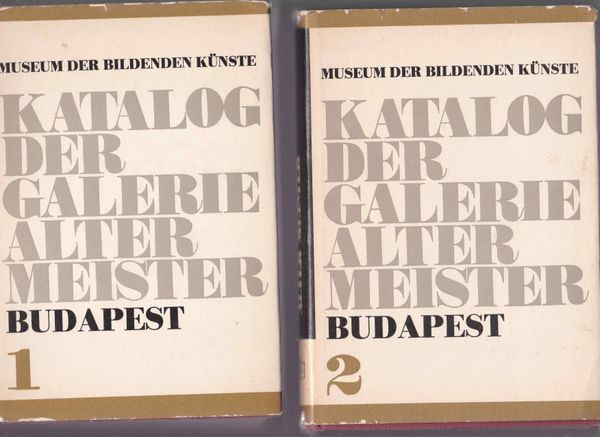 MUSEUM DER BILDENDEN KÜNSTE
KATALOG
DER
GALERIE
ALTER
MEISTER
BUDAPEST
1
MUSEUM DER BILDENDEN KÜNSTE
KATALOG
DER
GALERIE
ALTER
MEISTER
BUDAPEST
2